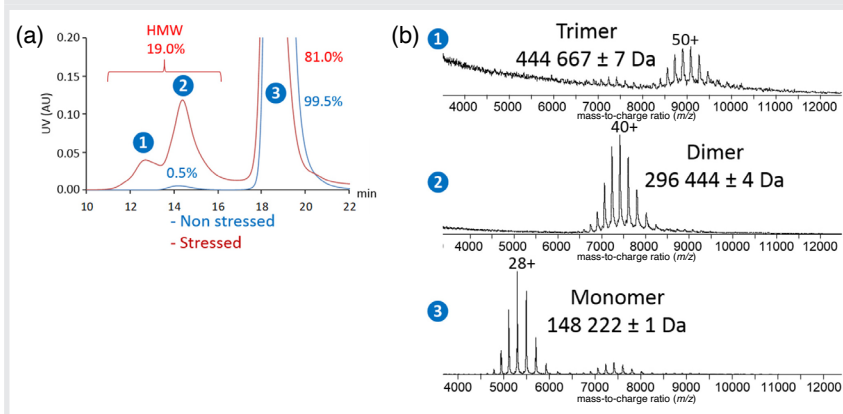 (a)
HMW
19.0%
0.20
0.15
0.10
0.05
0.00
UV (AU)
1
2
3
81.0%
99.5%
0.5%
min
10 12 14 16 18 20 22
- Non stressed
- Stressed
(b)
1
Trimer
444 667 ± 7 Da
50+
4000 5000 6000 7000 8000 9000 10000 11000 12000
mass-to-charge ratio (m/z)
2
40+
Dimer
296 444 ± 4 Da
4000 5000 6000 7000 8000 9000 10000 11000 12000
mass-to-charge ratio (m/z)
3
28+
Monomer
148 222 ± 1 Da
4000 5000 6000 7000 8000 9000 10000 11000 12000
mass-to-charge ratio (m/z)